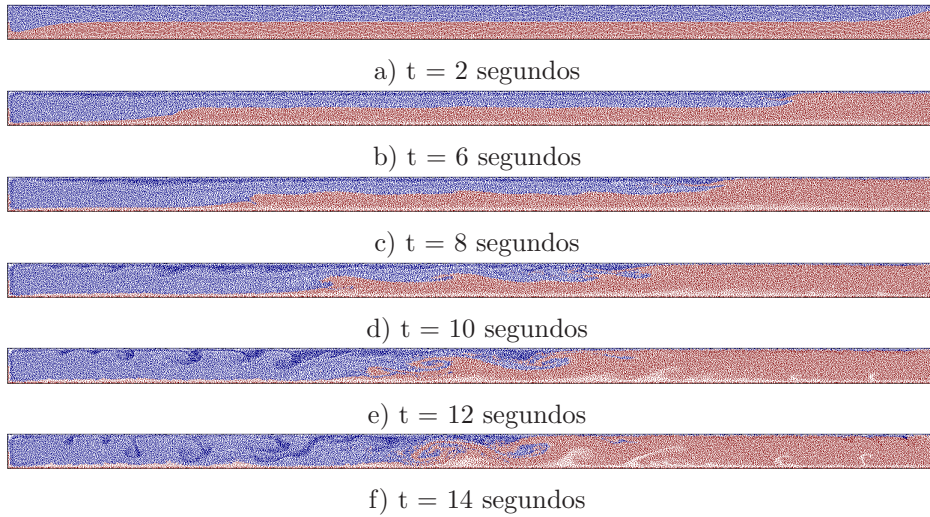 a) t = 2 segundos
b) t = 6 segundos
c) t = 8 segundos
d) t = 10 segundos
e) t = 12 segundos
f) t = 14 segundos